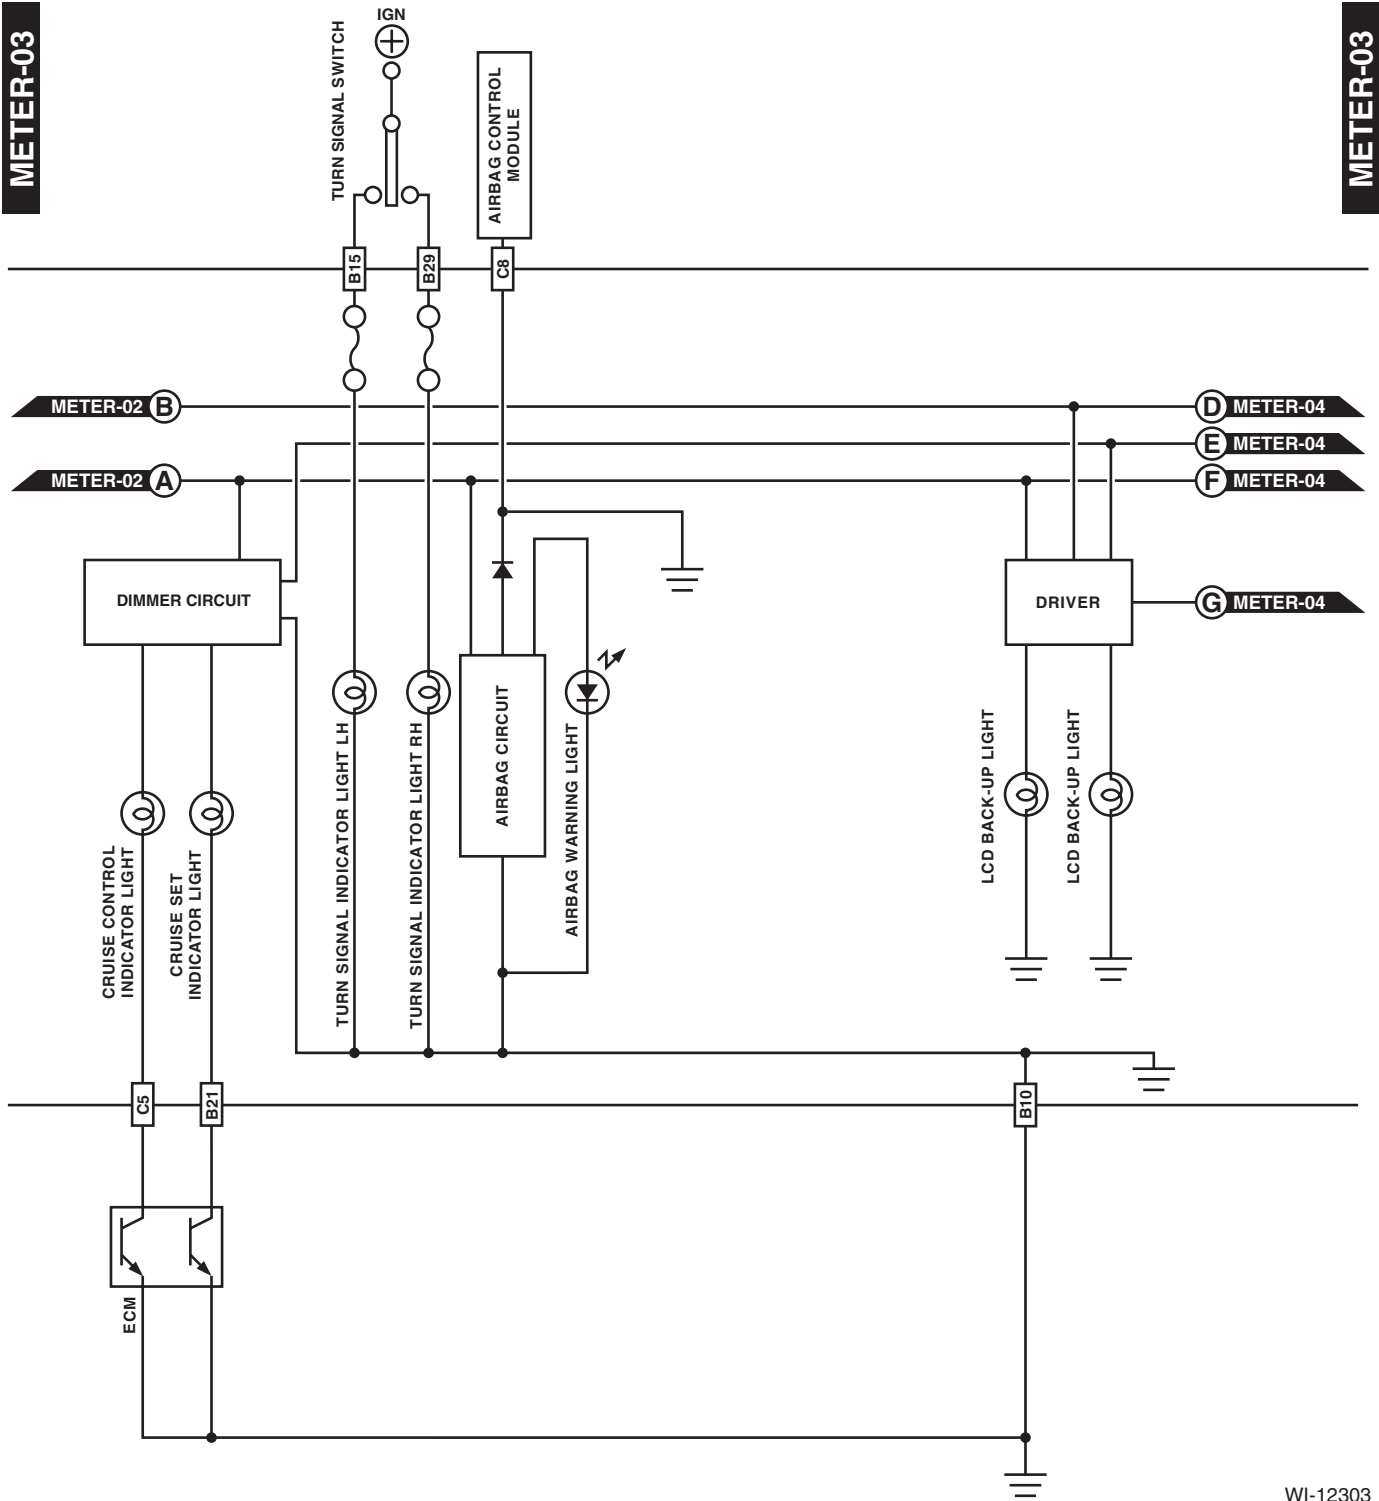 METER-03
METER-03
IGN
TURN SIGNAL SWITCH
AIRBAG CONTROL
MODULE
B15
B29
C8
METER-02 B
D METER-04
E METER-04
METER-02 A
F METER-04
DIMMER CIRCUIT
DRIVER
G METER-04
CRUISE CONTROL
INDICATOR LIGHT
CRUISE SET
INDICATOR LIGHT
TURN SIGNAL INDICATOR LIGHT LH
TURN SIGNAL INDICATOR LIGHT RH
AIRBAG CIRCUIT
AIRBAG WARNING LIGHT
LCD BACK-UP LIGHT
LCD BACK-UP LIGHT
C5
B21
B10
ECM
WI-12303